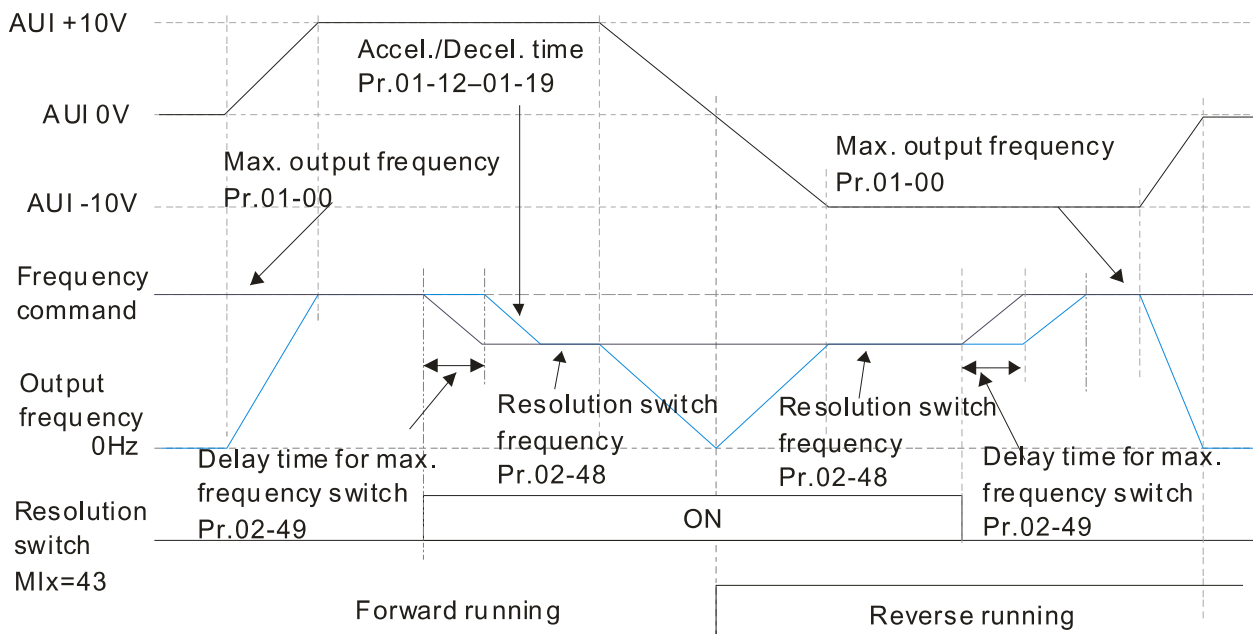 AUI +10V
Accel./Decel. time
Pr.01-12–01-19
AUI 0V
Max. output frequency
Pr.01-00
Max. output frequency
Pr.01-00
AUI -10V
Frequency
command
Output
frequency
0Hz
Resolution switch
frequency
Pr.02-48
Resolution switch
frequency
Pr.02-48
Delay time for max.
frequency switch
Pr.02-49
Delay time for max.
frequency switch
Pr.02-49
Resolution
switch
MIx=43
ON
Forward running
Reverse running